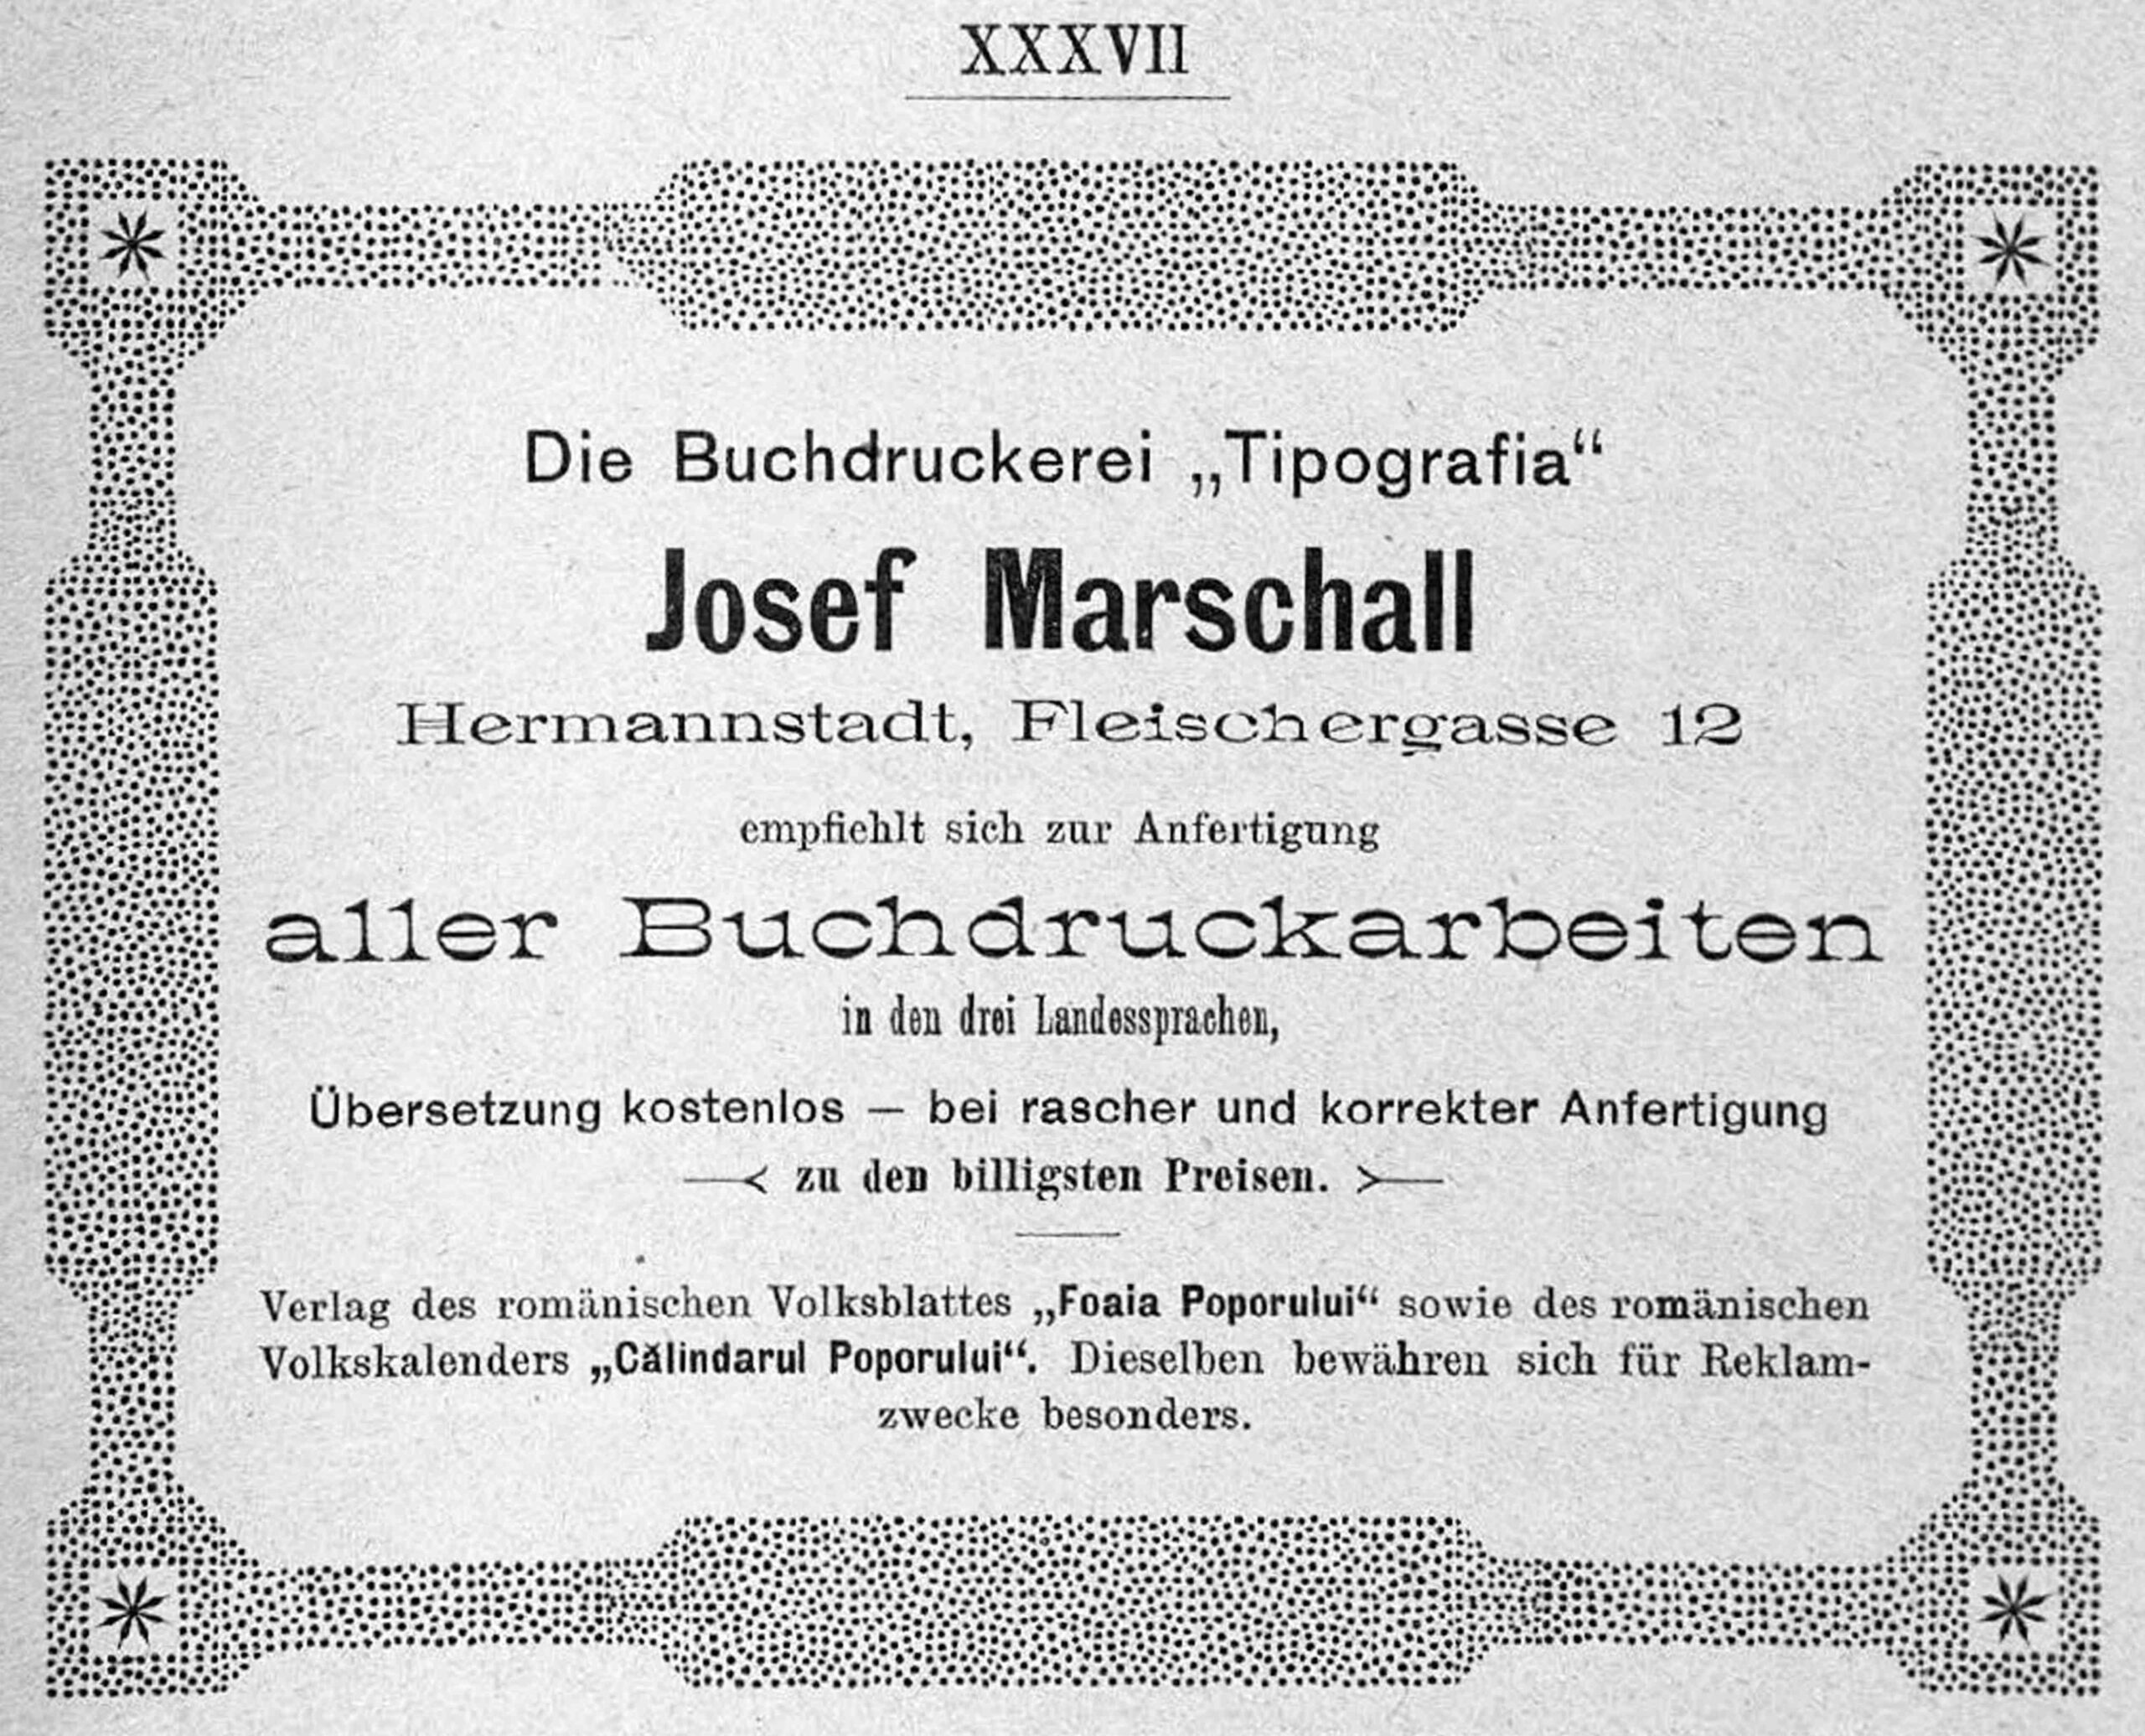 XXXVII
Die Buchdruckerei „Tipografia“
Josef Marschall
Hermannstadt, Fleischergasse 12
empfiehlt sich zur Anfertigung
aller Buchdruckarbeiten
in den drei Landessprachen,
Übersetzung kostenlos — bei rascher und korrekter Anfertigung
zu den billigsten Preisen.
Verlag des romänischen Volksblattes „Foaia Poporului“ sowie des romänischen
Volkskalenders „Călindarul Poporului“. Dieselben bewähren sich für Reklam-
zwecke besonders.